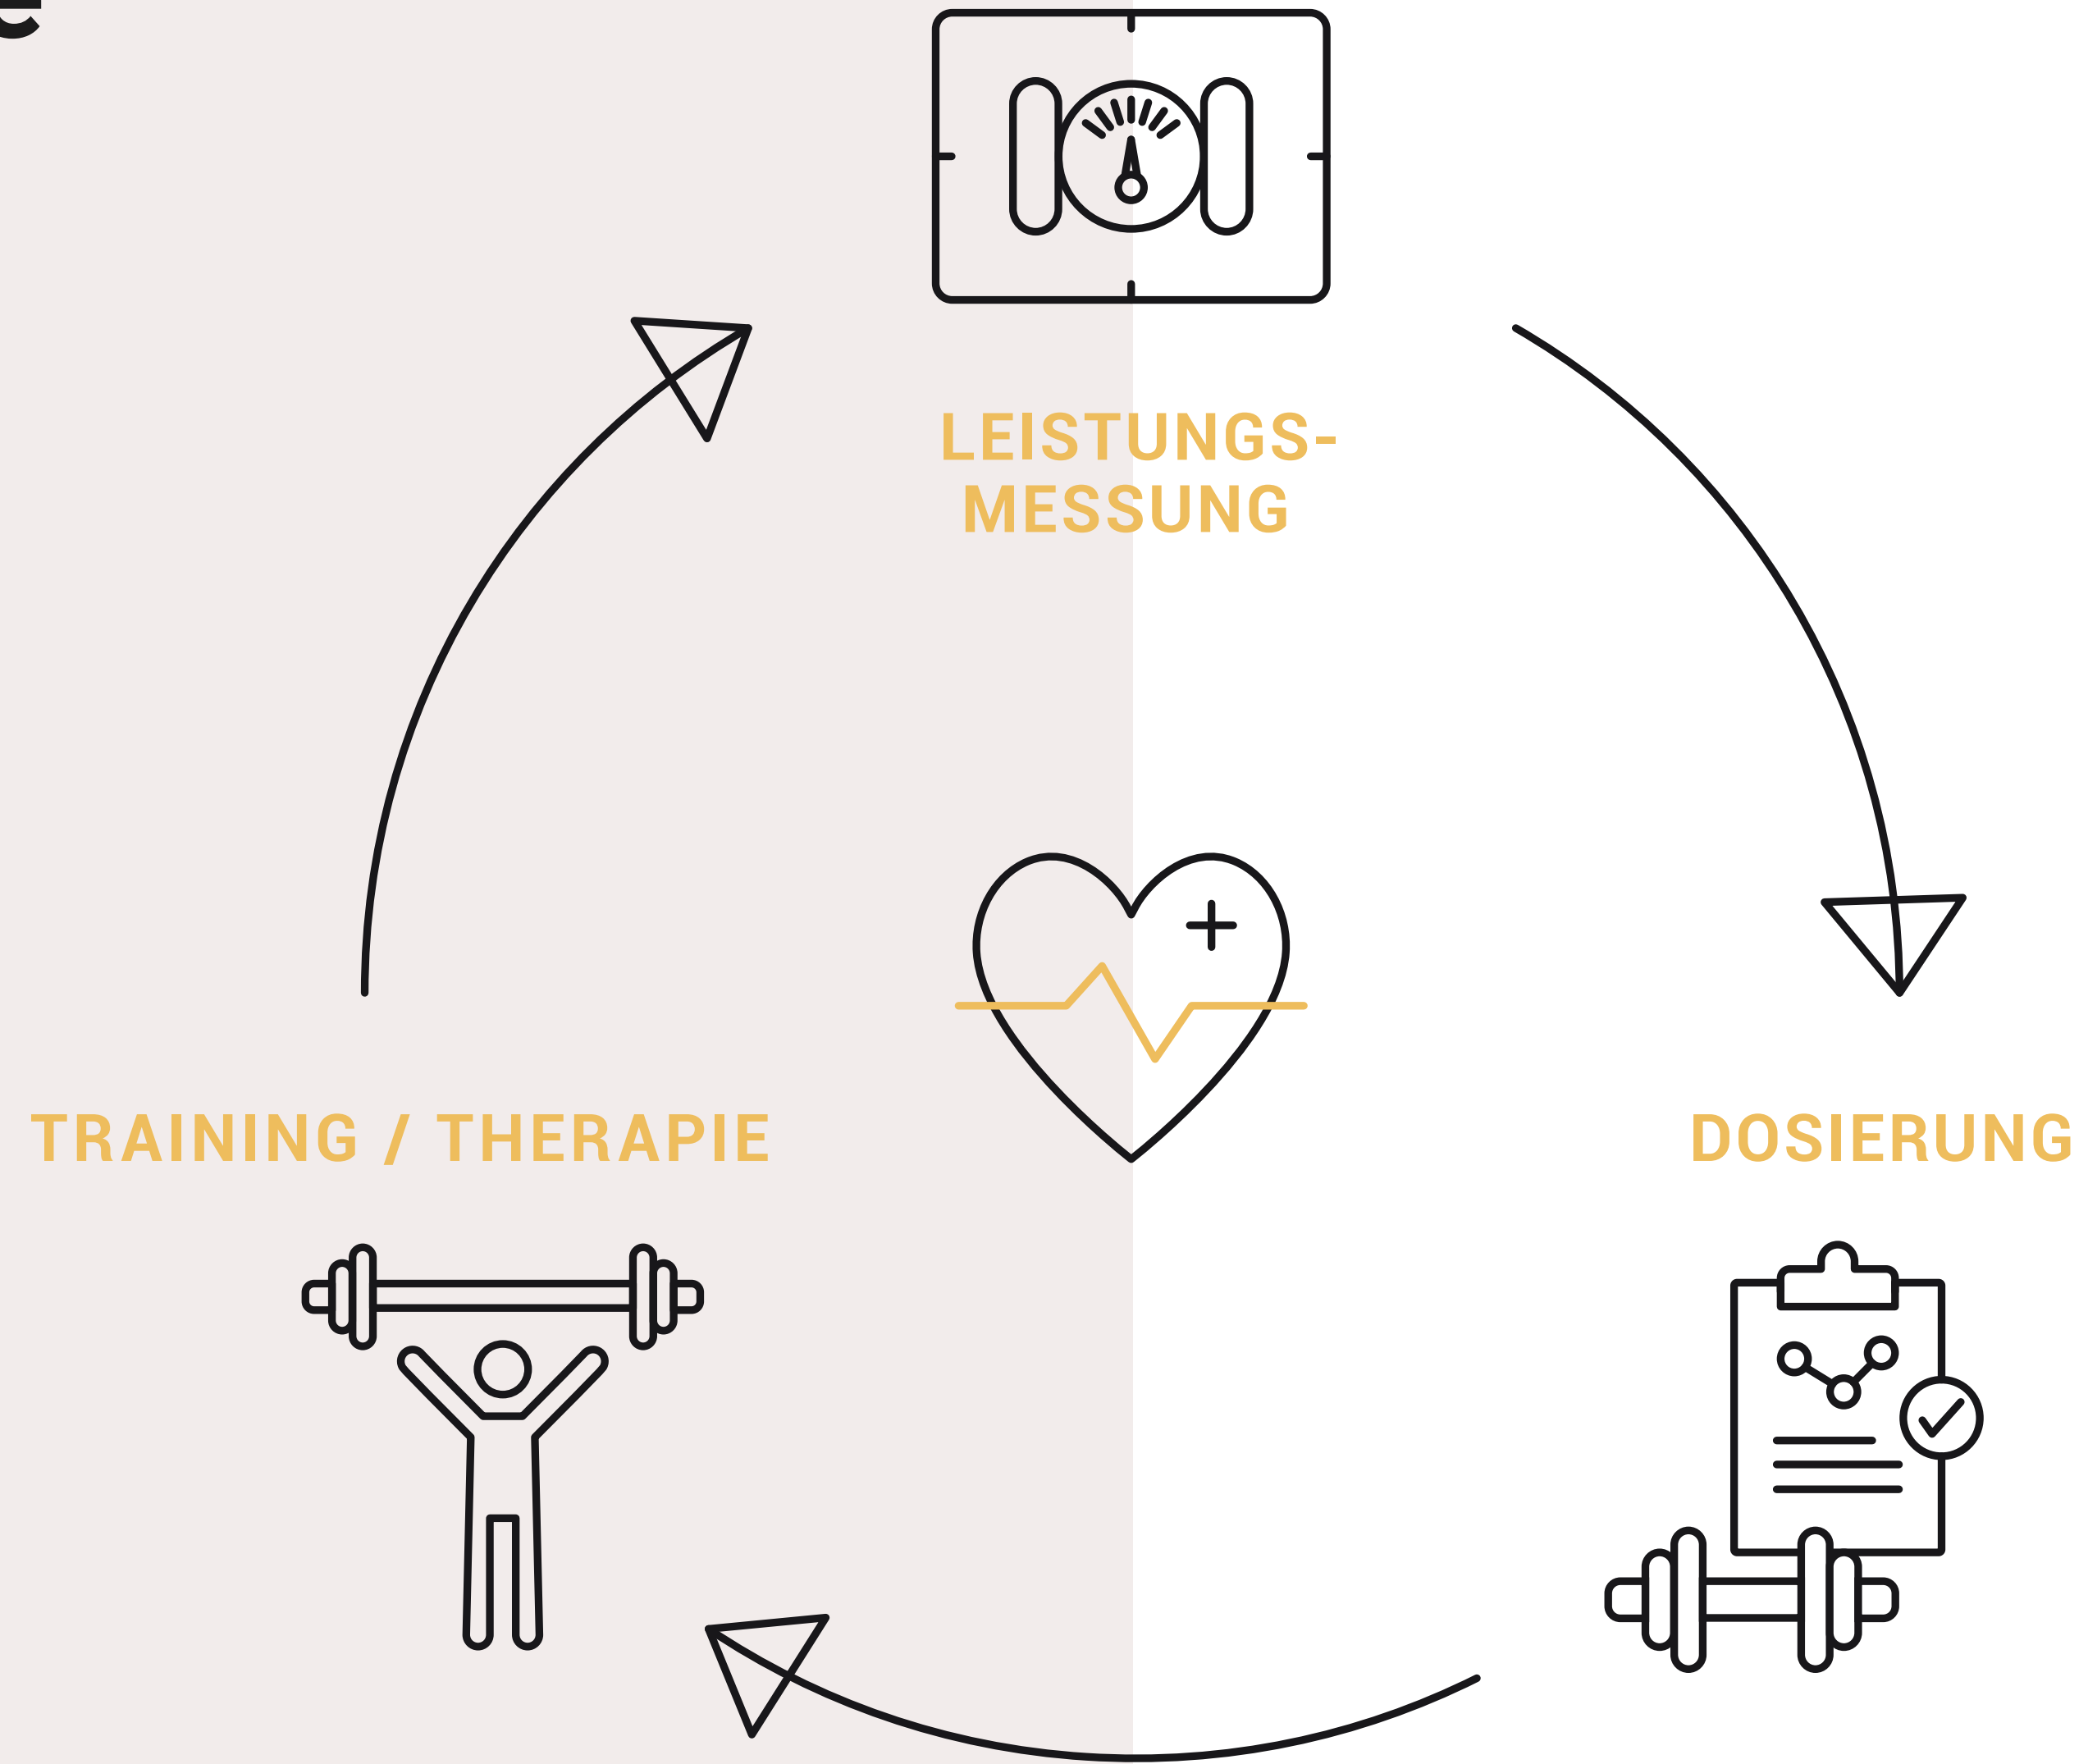 LEISTUNGS-
MESSUNG
TRAINING / THERAPIE
DOSIERUNG